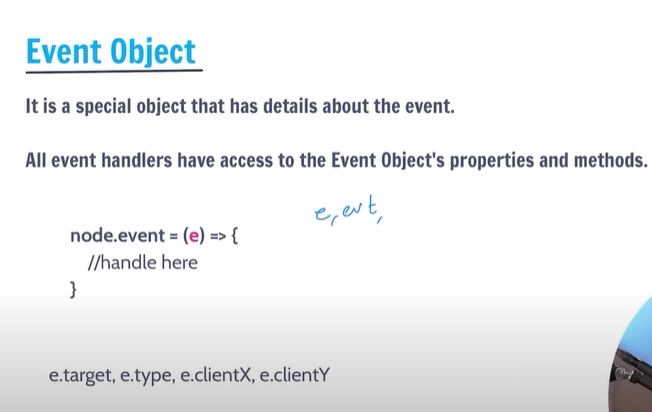 Event Object
It is a special object that has details about the event.
All event handlers have access to the Event Object's properties and methods.
e, evt,
node.event = (e) => {
//handle here
}
e.target, e.type, e.clientX, e.clientY